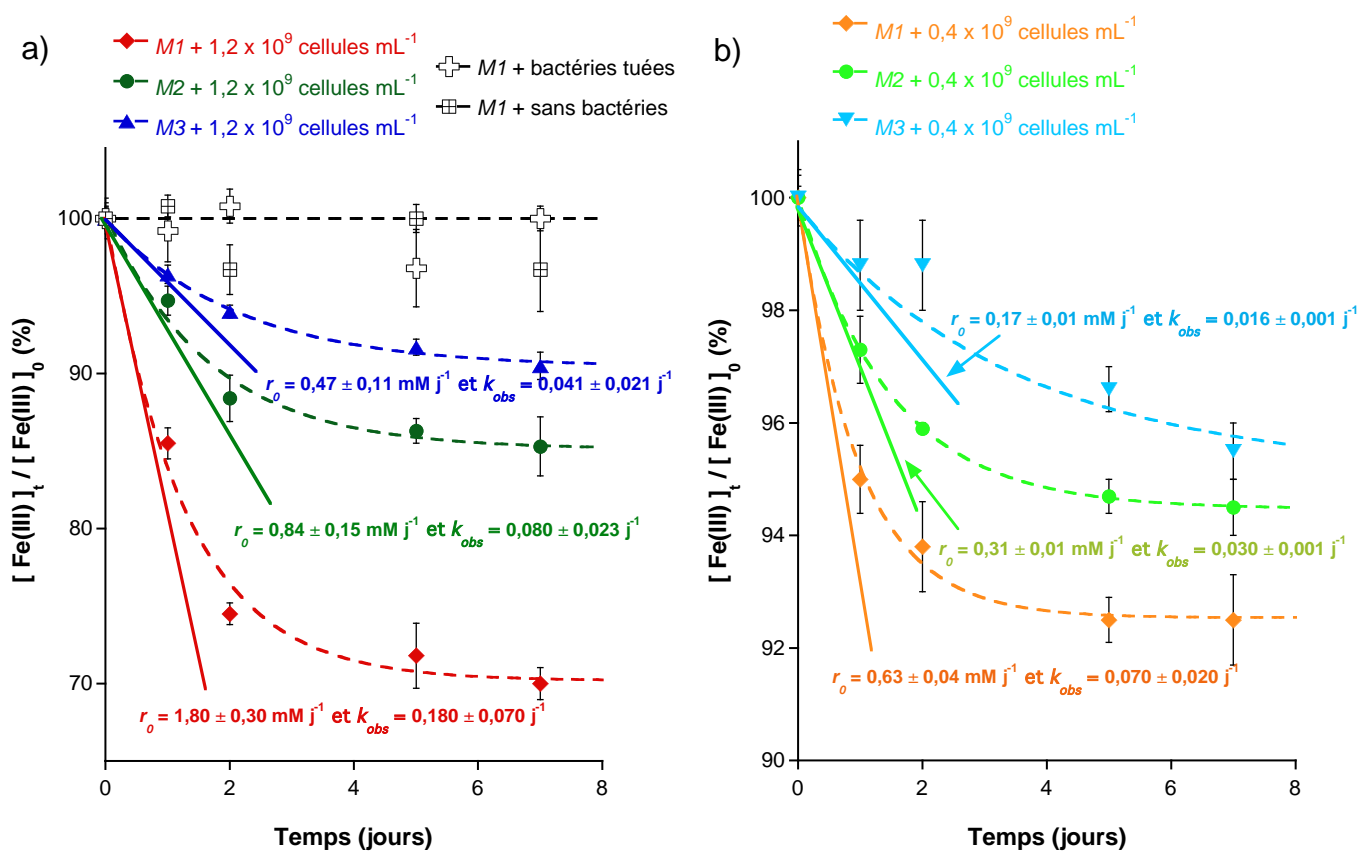 a)
M1 + 1,2 x 10⁹ cellules mL⁻¹
M2 + 1,2 x 10⁹ cellules mL⁻¹
M3 + 1,2 x 10⁹ cellules mL⁻¹
M1 + bactéries tuées
M1 + sans bactéries
[ Fe(III) ]t / [ Fe(III) ]0 (%)
100
90
80
70
r0 = 0,47 ± 0,11 mM j⁻¹ et kobs = 0,041 ± 0,021 j⁻¹
r0 = 0,84 ± 0,15 mM j⁻¹ et kobs = 0,080 ± 0,023 j⁻¹
r0 = 1,80 ± 0,30 mM j⁻¹ et kobs = 0,180 ± 0,070 j⁻¹
0 2 4 6 8
Temps (jours)
b)
M1 + 0,4 x 10⁹ cellules mL⁻¹
M2 + 0,4 x 10⁹ cellules mL⁻¹
M3 + 0,4 x 10⁹ cellules mL⁻¹
[ Fe(III) ]t / [ Fe(III) ]0 (%)
100
98
96
94
92
90
r0 = 0,17 ± 0,01 mM j⁻¹ et kobs = 0,016 ± 0,001 j⁻¹
r0 = 0,31 ± 0,01 mM j⁻¹ et kobs = 0,030 ± 0,001 j⁻¹
r0 = 0,63 ± 0,04 mM j⁻¹ et kobs = 0,070 ± 0,020 j⁻¹
0 2 4 6 8
Temps (jours)